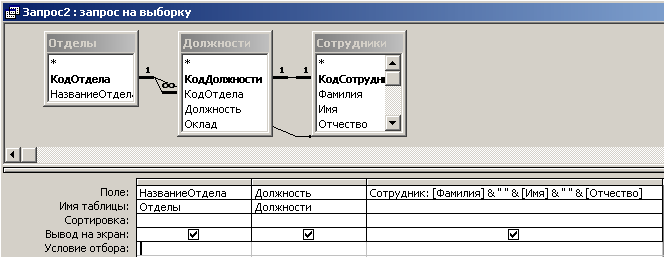 Запрос2 : запрос на выборку
Отделы
*
КодОтдела
НазваниеОтдела
1
∞
Должности
*
КодДолжности
КодОтдела
Должность
Оклад
1
1
Сотрудники
*
КодСотрудни
Фамилия
Имя
Отчество
Поле: НазваниеОтдела Должность Сотрудник: [Фамилия] & " " & [Имя] & " " & [Отчество]
Имя таблицы: Отделы Должности
Сортировка:
Вывод на экран:
Условие отбора: